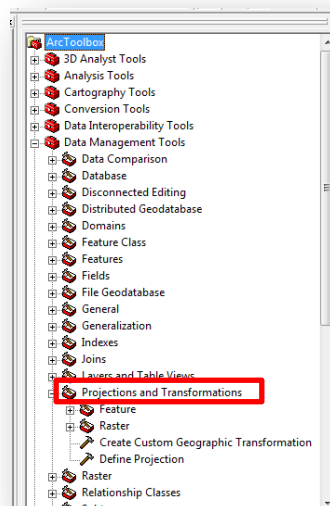 ArcToolbox
3D Analyst Tools
Analysis Tools
Cartography Tools
Conversion Tools
Data Interoperability Tools
Data Management Tools
Data Comparison
Database
Disconnected Editing
Distributed Geodatabase
Domains
Feature Class
Features
Fields
File Geodatabase
General
Generalization
Indexes
Joins
Layers and Table Views
Projections and Transformations
Feature
Raster
Create Custom Geographic Transformation
Define Projection
Raster
Relationship Classes